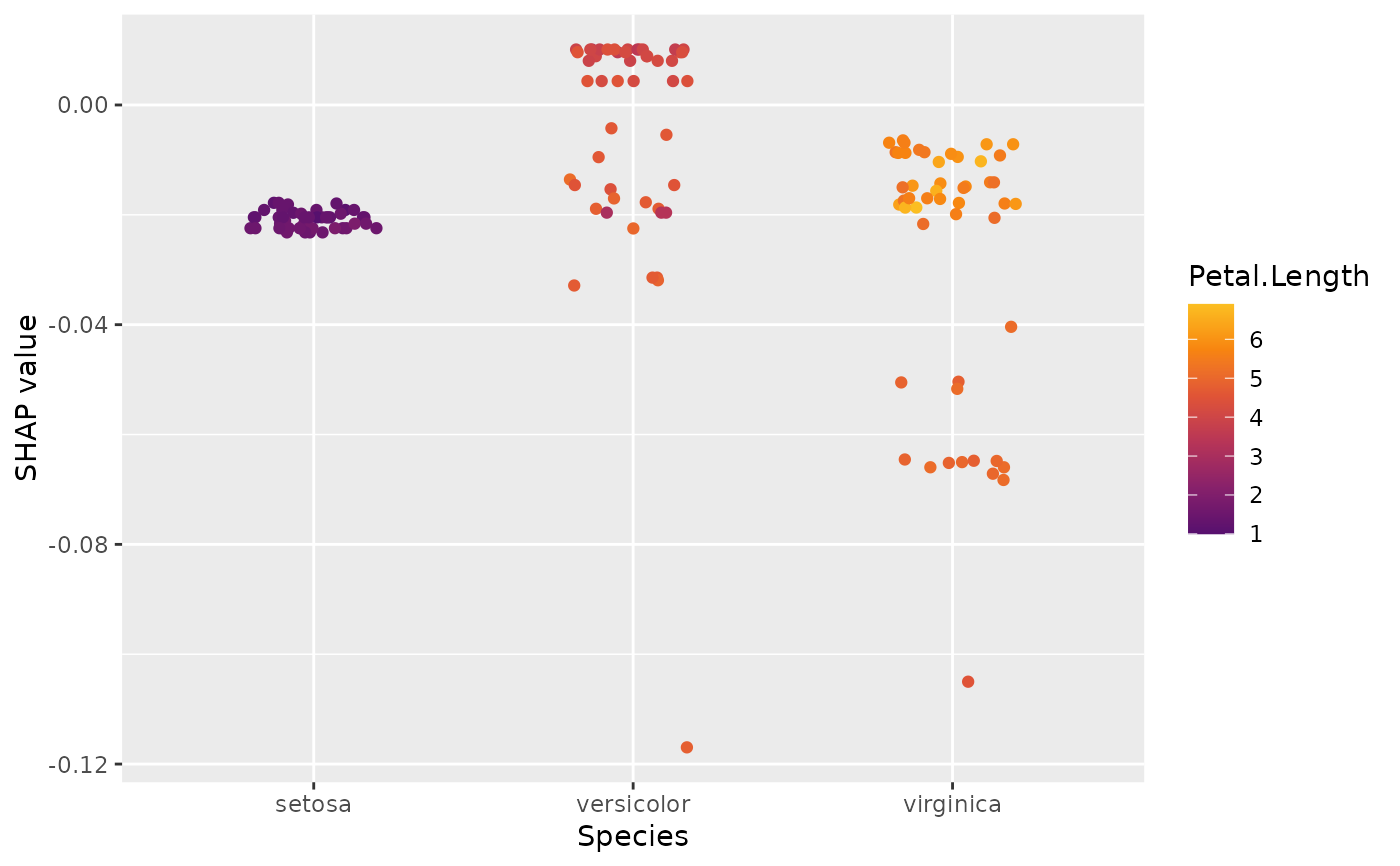 0.00
-0.04
-0.08
-0.12
SHAP value
setosa
versicolor
virginica
Species
Petal.Length
6
5
4
3
2
1